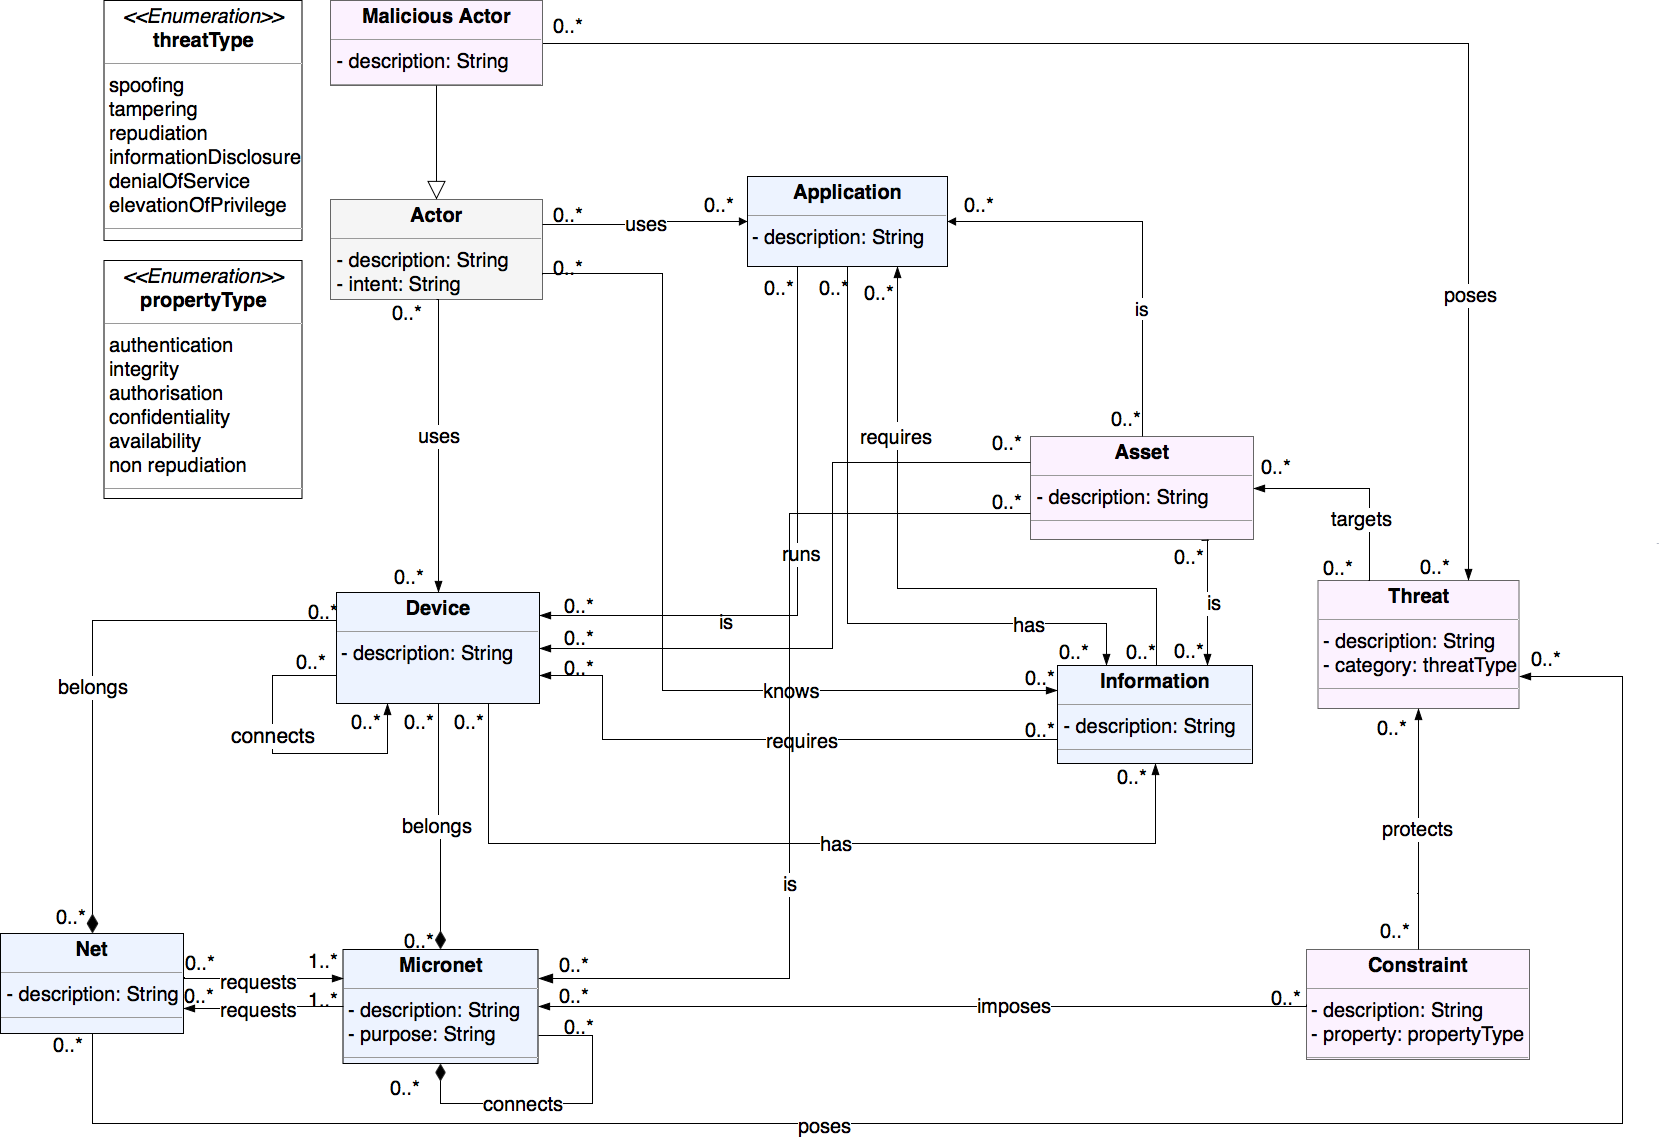 <<Enumeration>>
threatType
spoofing
tampering
repudiation
informationDisclosure
denialOfService
elevationOfPrivilege
<<Enumeration>>
propertyType
authentication
integrity
authorisation
confidentiality
availability
non repudiation
Malicious Actor
- description: String
0..*
poses
0..*
Actor
- description: String
- intent: String
0..*
uses
0..*
0..*
0..*
uses
0..*
Application
- description: String
0..*
0..*
0..*
0..*
is
0..*
requires
runs
has
Asset
- description: String
0..*
0..*
0..*
0..*
is
0..*
targets
0..*
Threat
- description: String
- category: threatType
0..*
0..*
Device
- description: String
0..*
0..*
0..*
0..*
0..*
0..*
0..*
0..*
is
belongs
connects
knows
requires
Information
- description: String
0..*
0..*
0..*
0..*
0..*
belongs
has
0..*
is
protects
0..*
0..*
Net
- description: String
0..*
requests
1..*
0..*
requests
1..*
0..*
0..*
Micronet
- description: String
- purpose: String
0..*
0..*
0..*
0..*
connects
imposes
0..*
Constraint
- description: String
- property: propertyType
poses